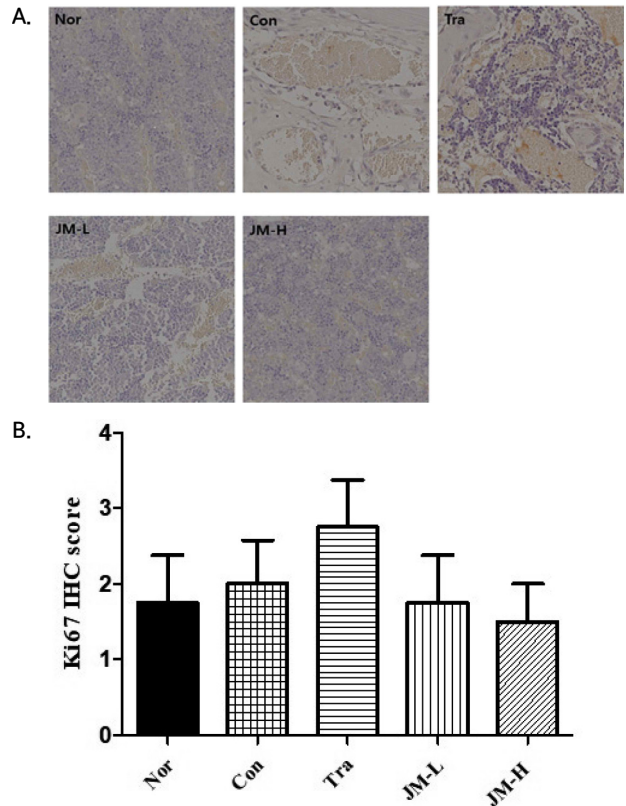 A.
Nor
Con
Tra
JM-L
JM-H
B.
4
3
2
1
0
Ki67 IHC score
Nor
Con
Tra
JM-L
JM-H